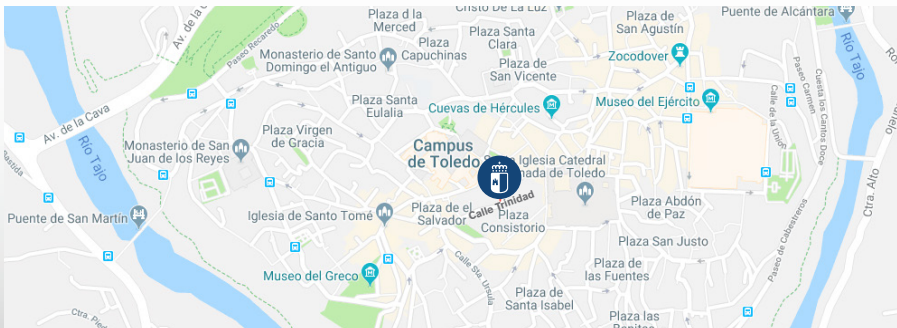 Plaza d la
Merced
Cristo De La Luz
Plaza de
San Agustín
Puente de Alcántara
Av. de la
Paseo Recaredo
Plaza
Capuchinas
Plaza Santa
Clara
Monasterio de Santo
Domingo el Antiguo
Zocodover
Río Tajo
Plaza de
San Vicente
Av. de la Cava
Plaza Santa
Eulalia
Cuevas de Hércules
Museo del Ejército
Paseo Carmen
Cuesta los Cantos Doce
Calle de la Unión
Plaza Virgen
de Gracia
Río Tajo
Monasterio de San
Juan de los Reyes
Campus
de Toledo
Iglesia Catedral
de Toledo
Calle Trinidad
Plaza Abdón
de Paz
Ctra. Alto
Puente de San Martín
Iglesia de Santo Tomé
Plaza de el
Salvador
Plaza
Consistorio
Plaza San Justo
Paseo de Cabestreros
Museo del Greco
Calle Sta. Úrsula
Plaza de
las Fuentes
Plaza de
Santa Isabel
Plaza las
Ctra.